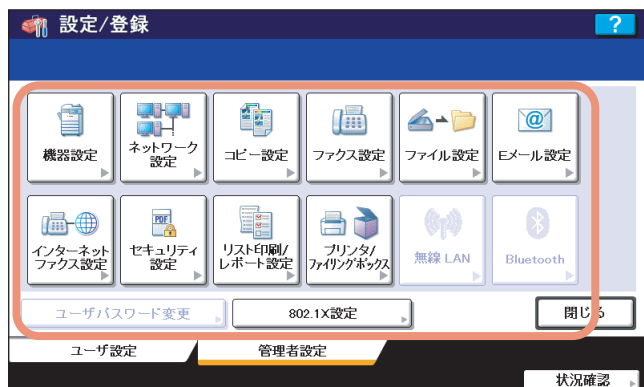 設定/登録
?
機器設定
ネットワーク
設定
コピー設定
ファクス設定
ファイル設定
Eメール設定
インターネット
ファクス設定
PDF
セキュリティ
設定
リスト印刷/
レポート設定
プリンタ/
ファイリングボックス
無線 LAN
Bluetooth
ユーザパスワード変更
802.1X設定
閉じる
ユーザ設定
管理者設定
状況確認